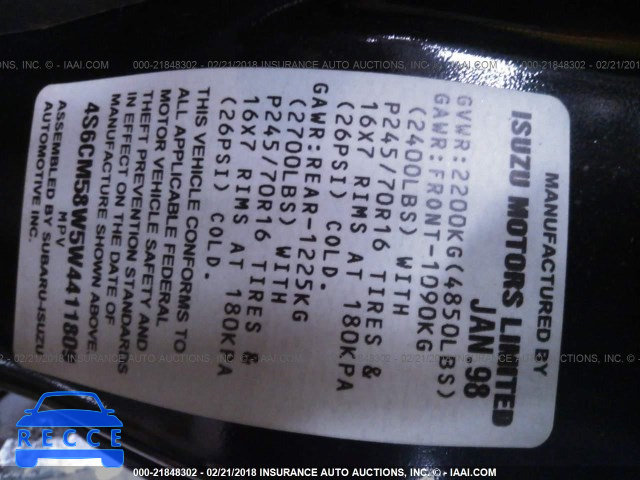 MANUFACTURED BY
ISUZU MOTORS LIMITED
JAN 98
GVWR:2200KG(4850LBS)
GAWR:FRONT-1090KG
(2400LBS) WITH
P245/70R16 TIRES &
16X7 RIMS AT 180KPA
(26PSI) COLD.
GAWR:REAR-1225KG
(2700LBS) WITH
P245/70R16 TIRES &
16X7 RIMS AT 180KPA
(26PSI) COLD.
THIS VEHICLE CONFORMS TO
ALL APPLICABLE FEDERAL
MOTOR VEHICLE SAFETY AND
THEFT PREVENTION STANDARDS
IN EFFECT ON THE DATE OF
MANUFACTURE SHOWN ABOVE
4S6CM58W5W441180
MPV
ASSEMBLED BY SUBARU-ISUZU
AUTOMOTIVE INC.
000-21848302 - 02/21/2018 INSURANCE AUTO AUCTIONS, INC. - IAAI.COM
RECCE